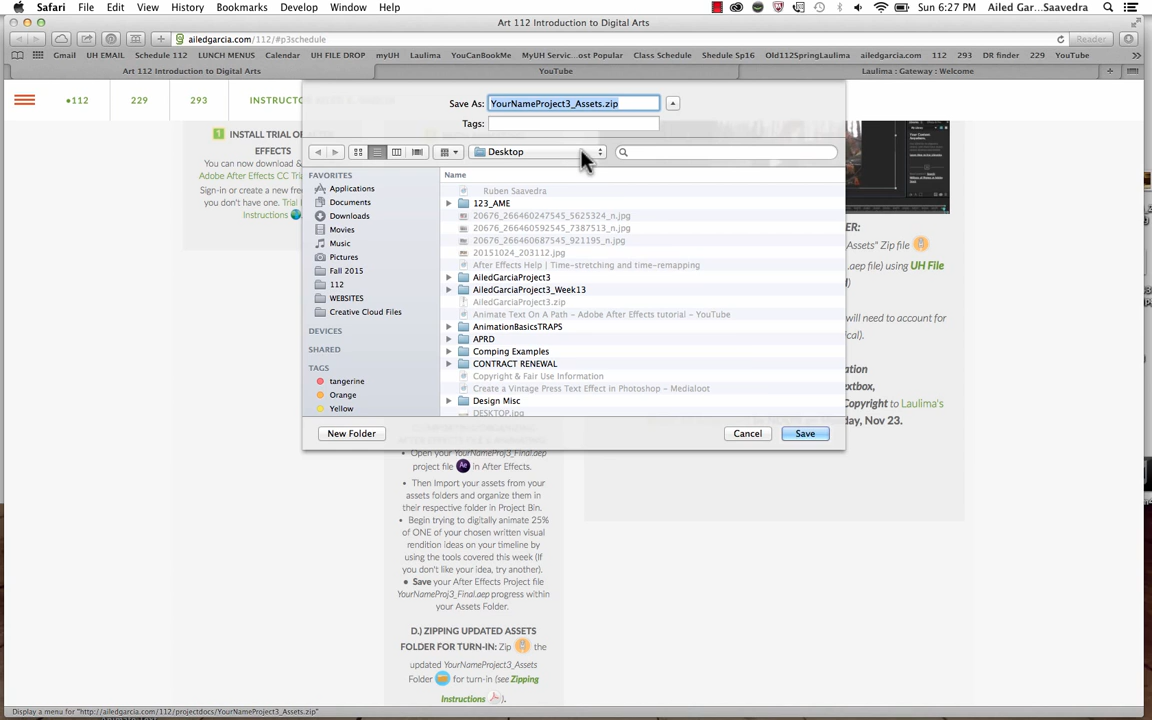 Safari File Edit View History Bookmarks Develop Window Help
Sun 6:27 PM Ailed Gar...Saavedra
Art 112 Introduction to Digital Arts
ailedgarcia.com/112/#p3schedule
Reader
Gmail UH EMAIL Schedule 112 LUNCH MENUS Calendar UH FILE DROP myUH Laulima YouCanBookMe MyUH Servic...ost Popular Class Schedule Schedule Sp16 Old112SpringLaulima ailedgarcia.com 112 DR finder 229 YouTube
Art 112 Introduction to Digital Arts YouTube Laulima : Gateway : Welcome
•112 229 293 INSTRUCTO
Save As: YourNameProject3_Assets.zip
Tags:
Desktop
FAVORITES
Applications
Documents
Downloads
Movies
Music
Pictures
Fall 2015
112
WEBSITES
Creative Cloud Files
DEVICES
SHARED
TAGS
tangerine
Orange
Yellow
Name
Ruben Saavedra
123_AME
20676_266460247545_5625324_n.jpg
20676_266460592545_7387513_n.jpg
20676_266460687545_921195_n.jpg
20151024_203112.jpg
After Effects Help | Time-stretching and time-remapping
AiledGarciaProject3
AiledGarciaProject3_Week13
AiledGarciaProject3.zip
Animate Text On A Path – Adobe After Effects tutorial – YouTube
AnimationBasicsTRAPS
APRD
Comping Examples
CONTRACT RENEWAL
Copyright & Fair Use Information
Create a Vintage Press Text Effect in Photoshop – Medialoot
Design Misc
DESKTOP.jpg
New Folder Cancel Save
1 INSTALL TRIAL OF A
EFFECTS
You can now download &
Adobe After Effects CC Tria
Sign-in or create a new fre
you don't have one. Trial
Instructions
• Open your YourNameProj3_Final.aep
project file Ae in After Effects.
• Then Import your assets from your
assets folders and organize them in
their respective folder in Project Bin.
• Begin trying to digitally animate 25%
of ONE of your chosen written visual
rendition ideas on your timeline by
using the tools covered this week (If
you don't like your idea, try another).
• Save your After Effects Project file
YourNameProj3_Final.aep progress within
your Assets Folder.
D.) ZIPPING UPDATED ASSETS
FOLDER FOR TURN-IN: Zip the
updated YourNameProject3_Assets
Folder for turn-in (see Zipping
Instructions ).
ER:
Assets" Zip file
.aep file) using UH File
will need to account for
ical).
ation
extbox,
Copyright to Laulima's
day, Nov 23.
Display a menu for "http://ailedgarcia.com/112/projectdocs/YourNameProject3_Assets.zip"